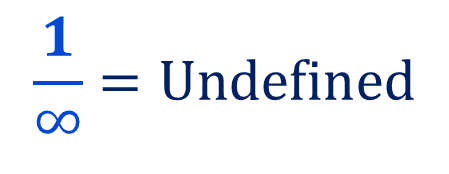 1
∞ = Undefined